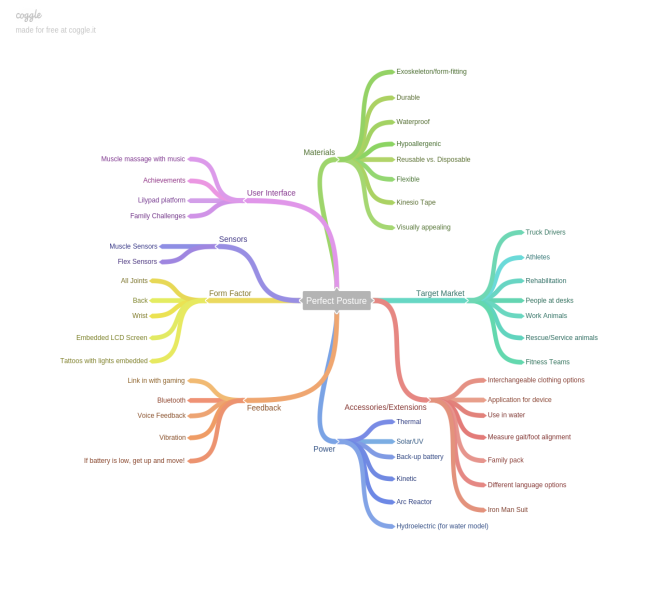 coggle
made for free at coggle.it
Perfect Posture
Materials
Exoskeleton/form-fitting
Durable
Waterproof
Hypoallergenic
Reusable vs. Disposable
Flexible
Kinesio Tape
Visually appealing
Target Market
Truck Drivers
Athletes
Rehabilitation
People at desks
Work Animals
Rescue/Service animals
Fitness Teams
Accessories/Extensions
Interchangeable clothing options
Application for device
Use in water
Measure gait/foot alignment
Family pack
Different language options
Iron Man Suit
Power
Thermal
Solar/UV
Back-up battery
Kinetic
Arc Reactor
Hydroelectric (for water model)
User Interface
Muscle massage with music
Achievements
Lilypad platform
Family Challenges
Sensors
Muscle Sensors
Flex Sensors
Form Factor
All Joints
Back
Wrist
Embedded LCD Screen
Tattoos with lights embedded
Feedback
Link in with gaming
Bluetooth
Voice Feedback
Vibration
If battery is low, get up and move!